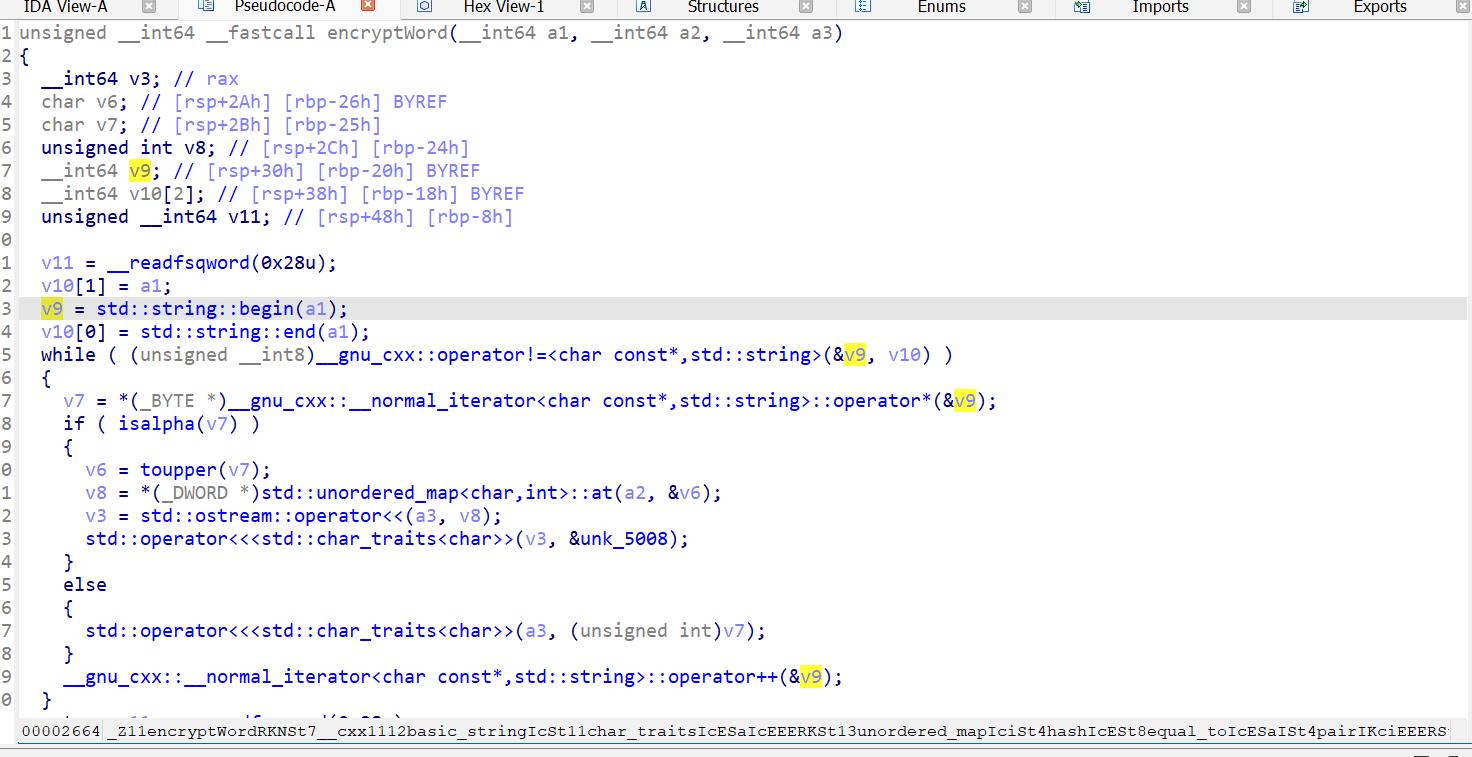 IDA View-A Pseudocode-A Hex View-1 Structures Enums Imports Exports
1 unsigned __int64 __fastcall encryptWord(__int64 a1, __int64 a2, __int64 a3)
2 {
3 __int64 v3; // rax
4 char v6; // [rsp+2Ah] [rbp-26h] BYREF
5 char v7; // [rsp+2Bh] [rbp-25h]
6 unsigned int v8; // [rsp+2Ch] [rbp-24h]
7 __int64 v9; // [rsp+30h] [rbp-20h] BYREF
8 __int64 v10[2]; // [rsp+38h] [rbp-18h] BYREF
9 unsigned __int64 v11; // [rsp+48h] [rbp-8h]
0
1 v11 = __readfsqword(0x28u);
2 v10[1] = a1;
3 v9 = std::string::begin(a1);
4 v10[0] = std::string::end(a1);
5 while ( (unsigned __int8)__gnu_cxx::operator!=<char const*,std::string>(&v9, v10) )
6 {
7 v7 = *(_BYTE *)__gnu_cxx::__normal_iterator<char const*,std::string>::operator*(&v9);
8 if ( isalpha(v7) )
9 {
0 v6 = toupper(v7);
1 v8 = *(_DWORD *)std::unordered_map<char,int>::at(a2, &v6);
2 v3 = std::ostream::operator<<(a3, v8);
3 std::operator<<<std::char_traits<char>>(v3, &unk_5008);
4 }
5 else
6 {
7 std::operator<<<std::char_traits<char>>(a3, (unsigned int)v7);
8 }
9 __gnu_cxx::__normal_iterator<char const*,std::string>::operator++(&v9);
0 }
00002664 _Z11encryptWordRKNSt7__cxx1112basic_stringIcSt11char_traitsIcESaIcEEERKSt13unordered_mapIciSt4hashIcESt8equal_toIcESaISt4pairIKciEEERS